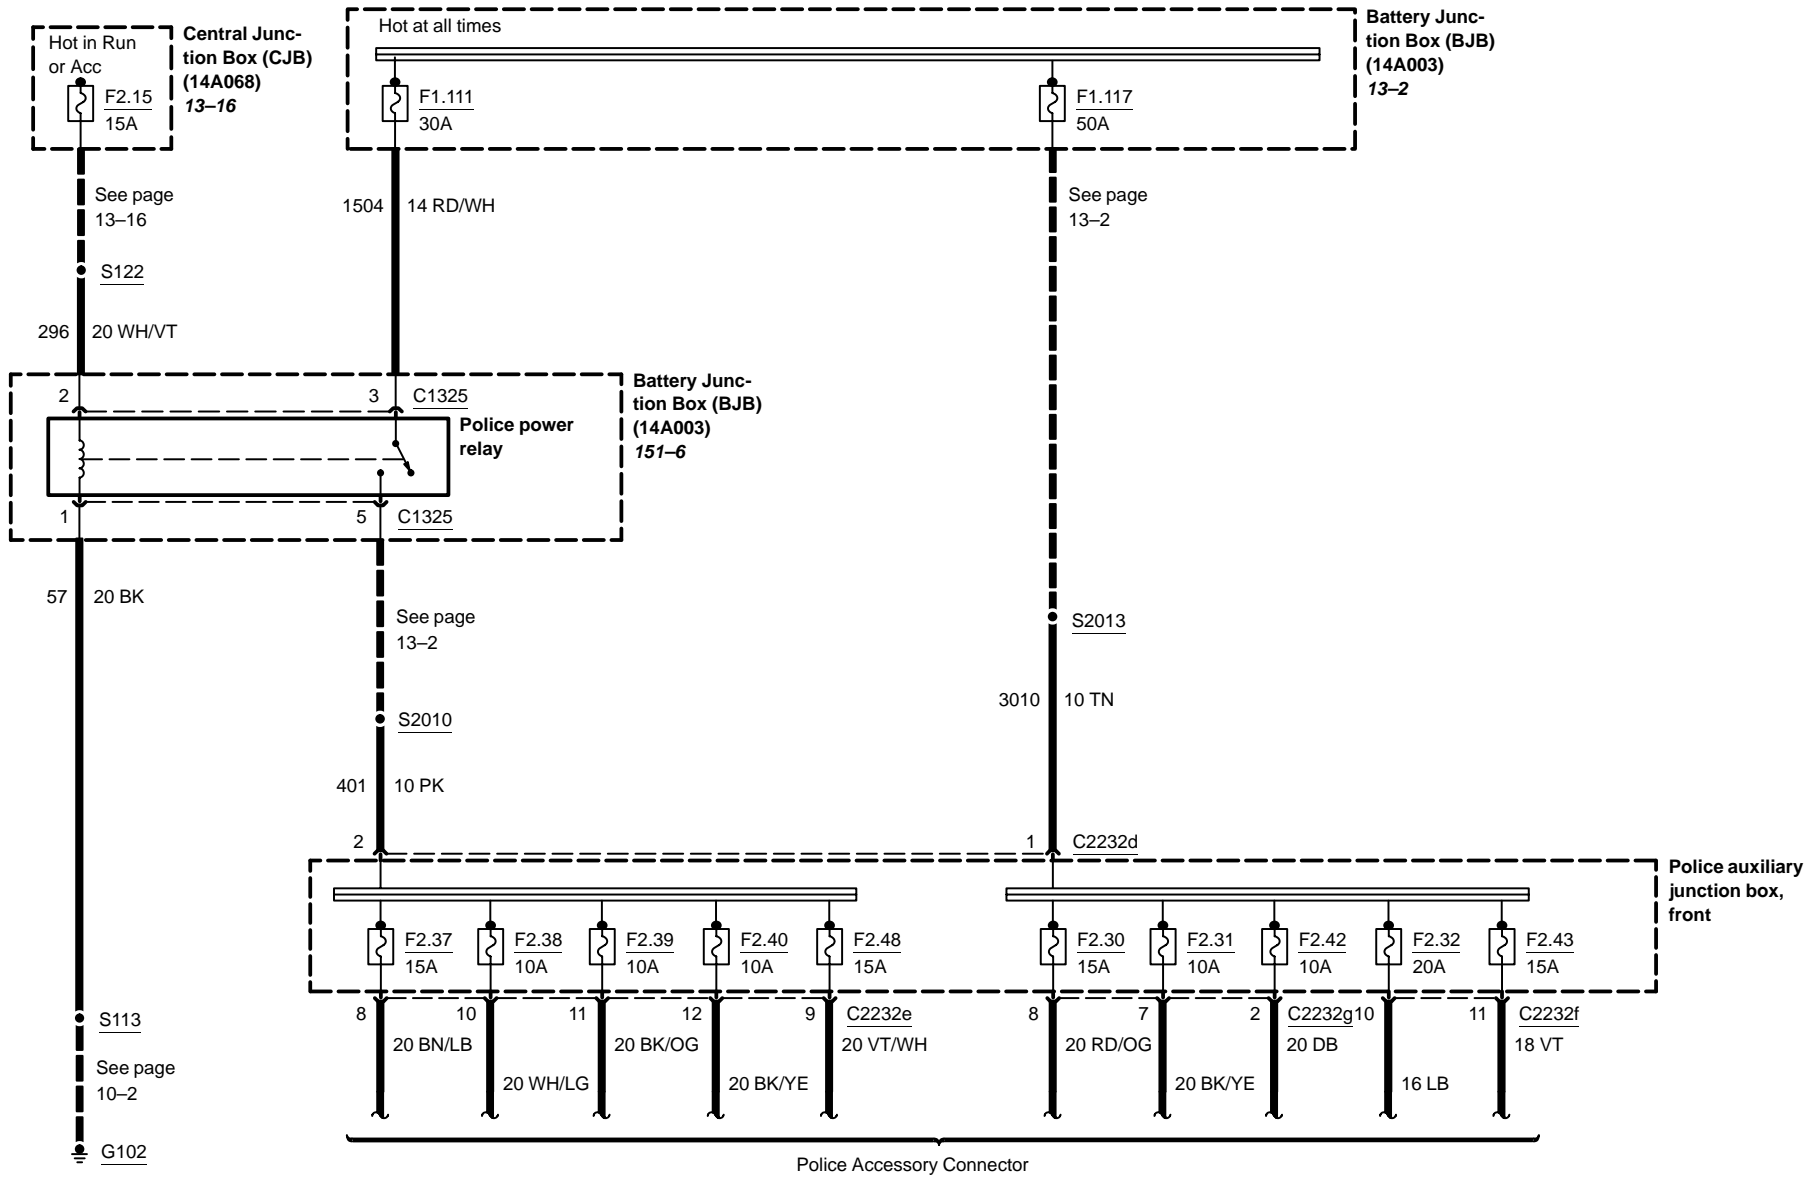 Hot in Run
or Acc
F2.15
15A
Central Junc-
tion Box (CJB)
(14A068)
13–16
Hot at all times
F1.111
30A
F1.117
50A
Battery Junc-
tion Box (BJB)
(14A003)
13–2
See page
13–16
S122
296
20 WH/VT
1504
14 RD/WH
See page
13–2
2
3
C1325
Police power
relay
1
5
C1325
Battery Junc-
tion Box (BJB)
(14A003)
151–6
57
20 BK
See page
13–2
S2010
401
10 PK
S2013
3010
10 TN
2
1
C2232d
Police auxiliary
junction box,
front
F2.37
15A
F2.38
10A
F2.39
10A
F2.40
10A
F2.48
15A
F2.30
15A
F2.31
10A
F2.42
10A
F2.32
20A
F2.43
15A
8
10
11
12
9
C2232e
8
7
2
C2232g
10
11
C2232f
20 BN/LB
20 WH/LG
20 BK/OG
20 BK/YE
20 VT/WH
20 RD/OG
20 BK/YE
20 DB
16 LB
18 VT
S113
See page
10–2
G102
Police Accessory Connector